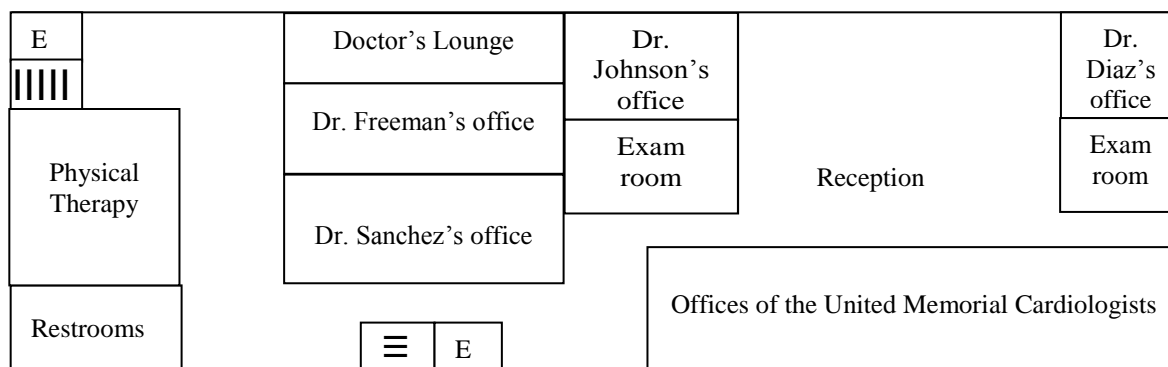 E
Doctor’s Lounge
Dr.
Johnson’s
office
Dr.
Diaz’s
office
Dr. Freeman’s office
Exam
room
Exam
room
Physical
Therapy
Reception
Dr. Sanchez’s office
Offices of the United Memorial Cardiologists
Restrooms
E